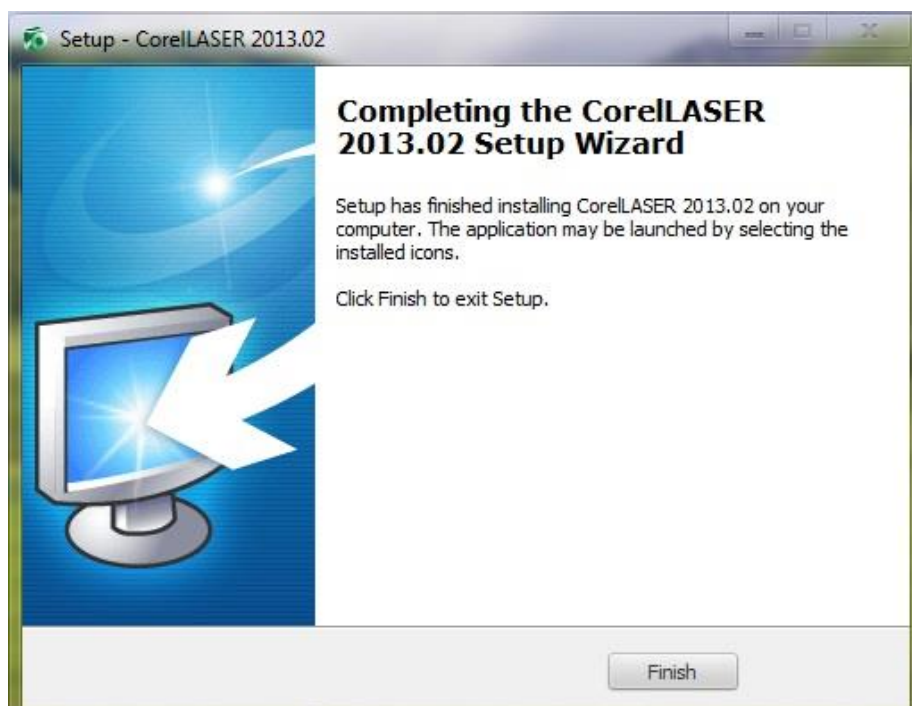 Setup - CorelLASER 2013.02
Completing the CorelLASER
2013.02 Setup Wizard
Setup has finished installing CorelLASER 2013.02 on your
computer. The application may be launched by selecting the
installed icons.
Click Finish to exit Setup.
Finish